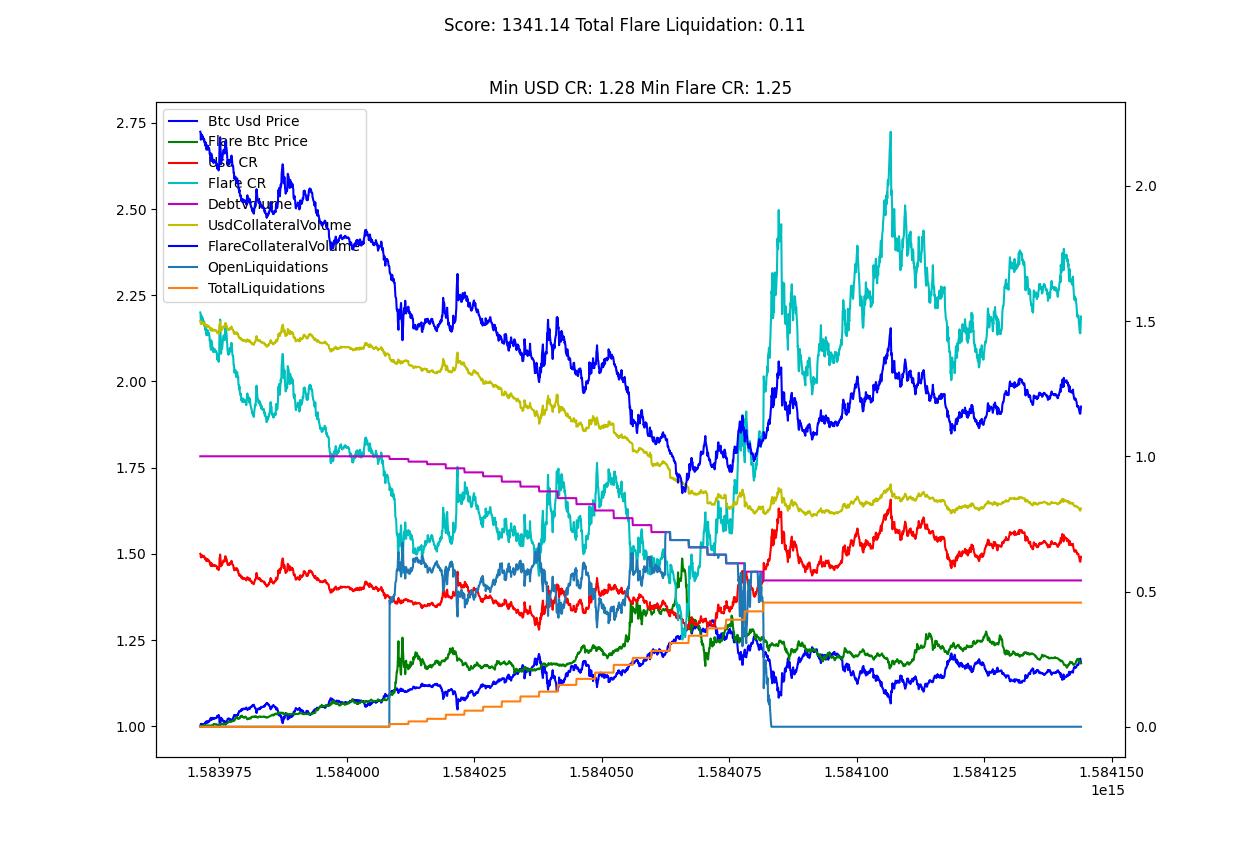 Score: 1341.14 Total Flare Liquidation: 0.11
Min USD CR: 1.28 Min Flare CR: 1.25
Btc Usd Price
Flare Btc Price
Usd CR
Flare CR
DebtVolume
UsdCollateralVolume
FlareCollateralVolume
OpenLiquidations
TotalLiquidations
2.75
2.50
2.25
2.00
1.75
1.50
1.25
1.00
2.0
1.5
1.0
0.5
0.0
1.583975
1.584000
1.584025
1.584050
1.584075
1.584100
1.584125
1.584150
1e15